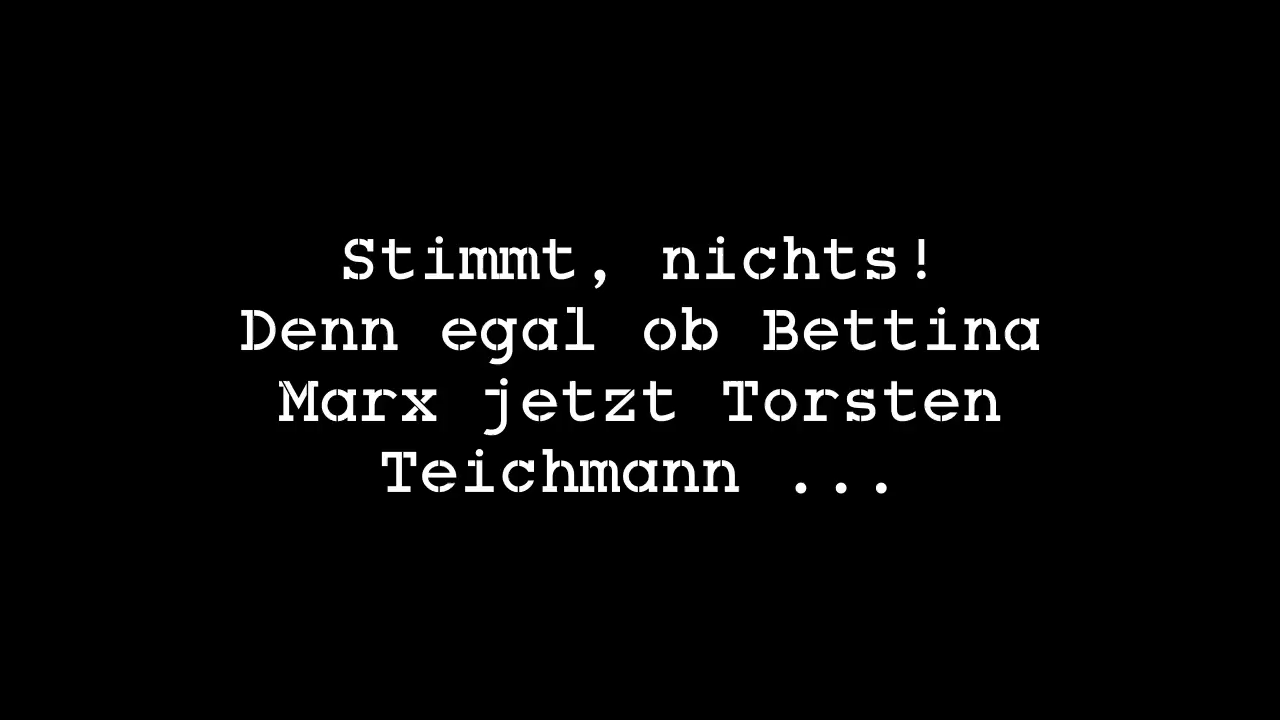 Stimmt, nichts!
Denn egal ob Bettina
Marx jetzt Torsten
Teichmann ...